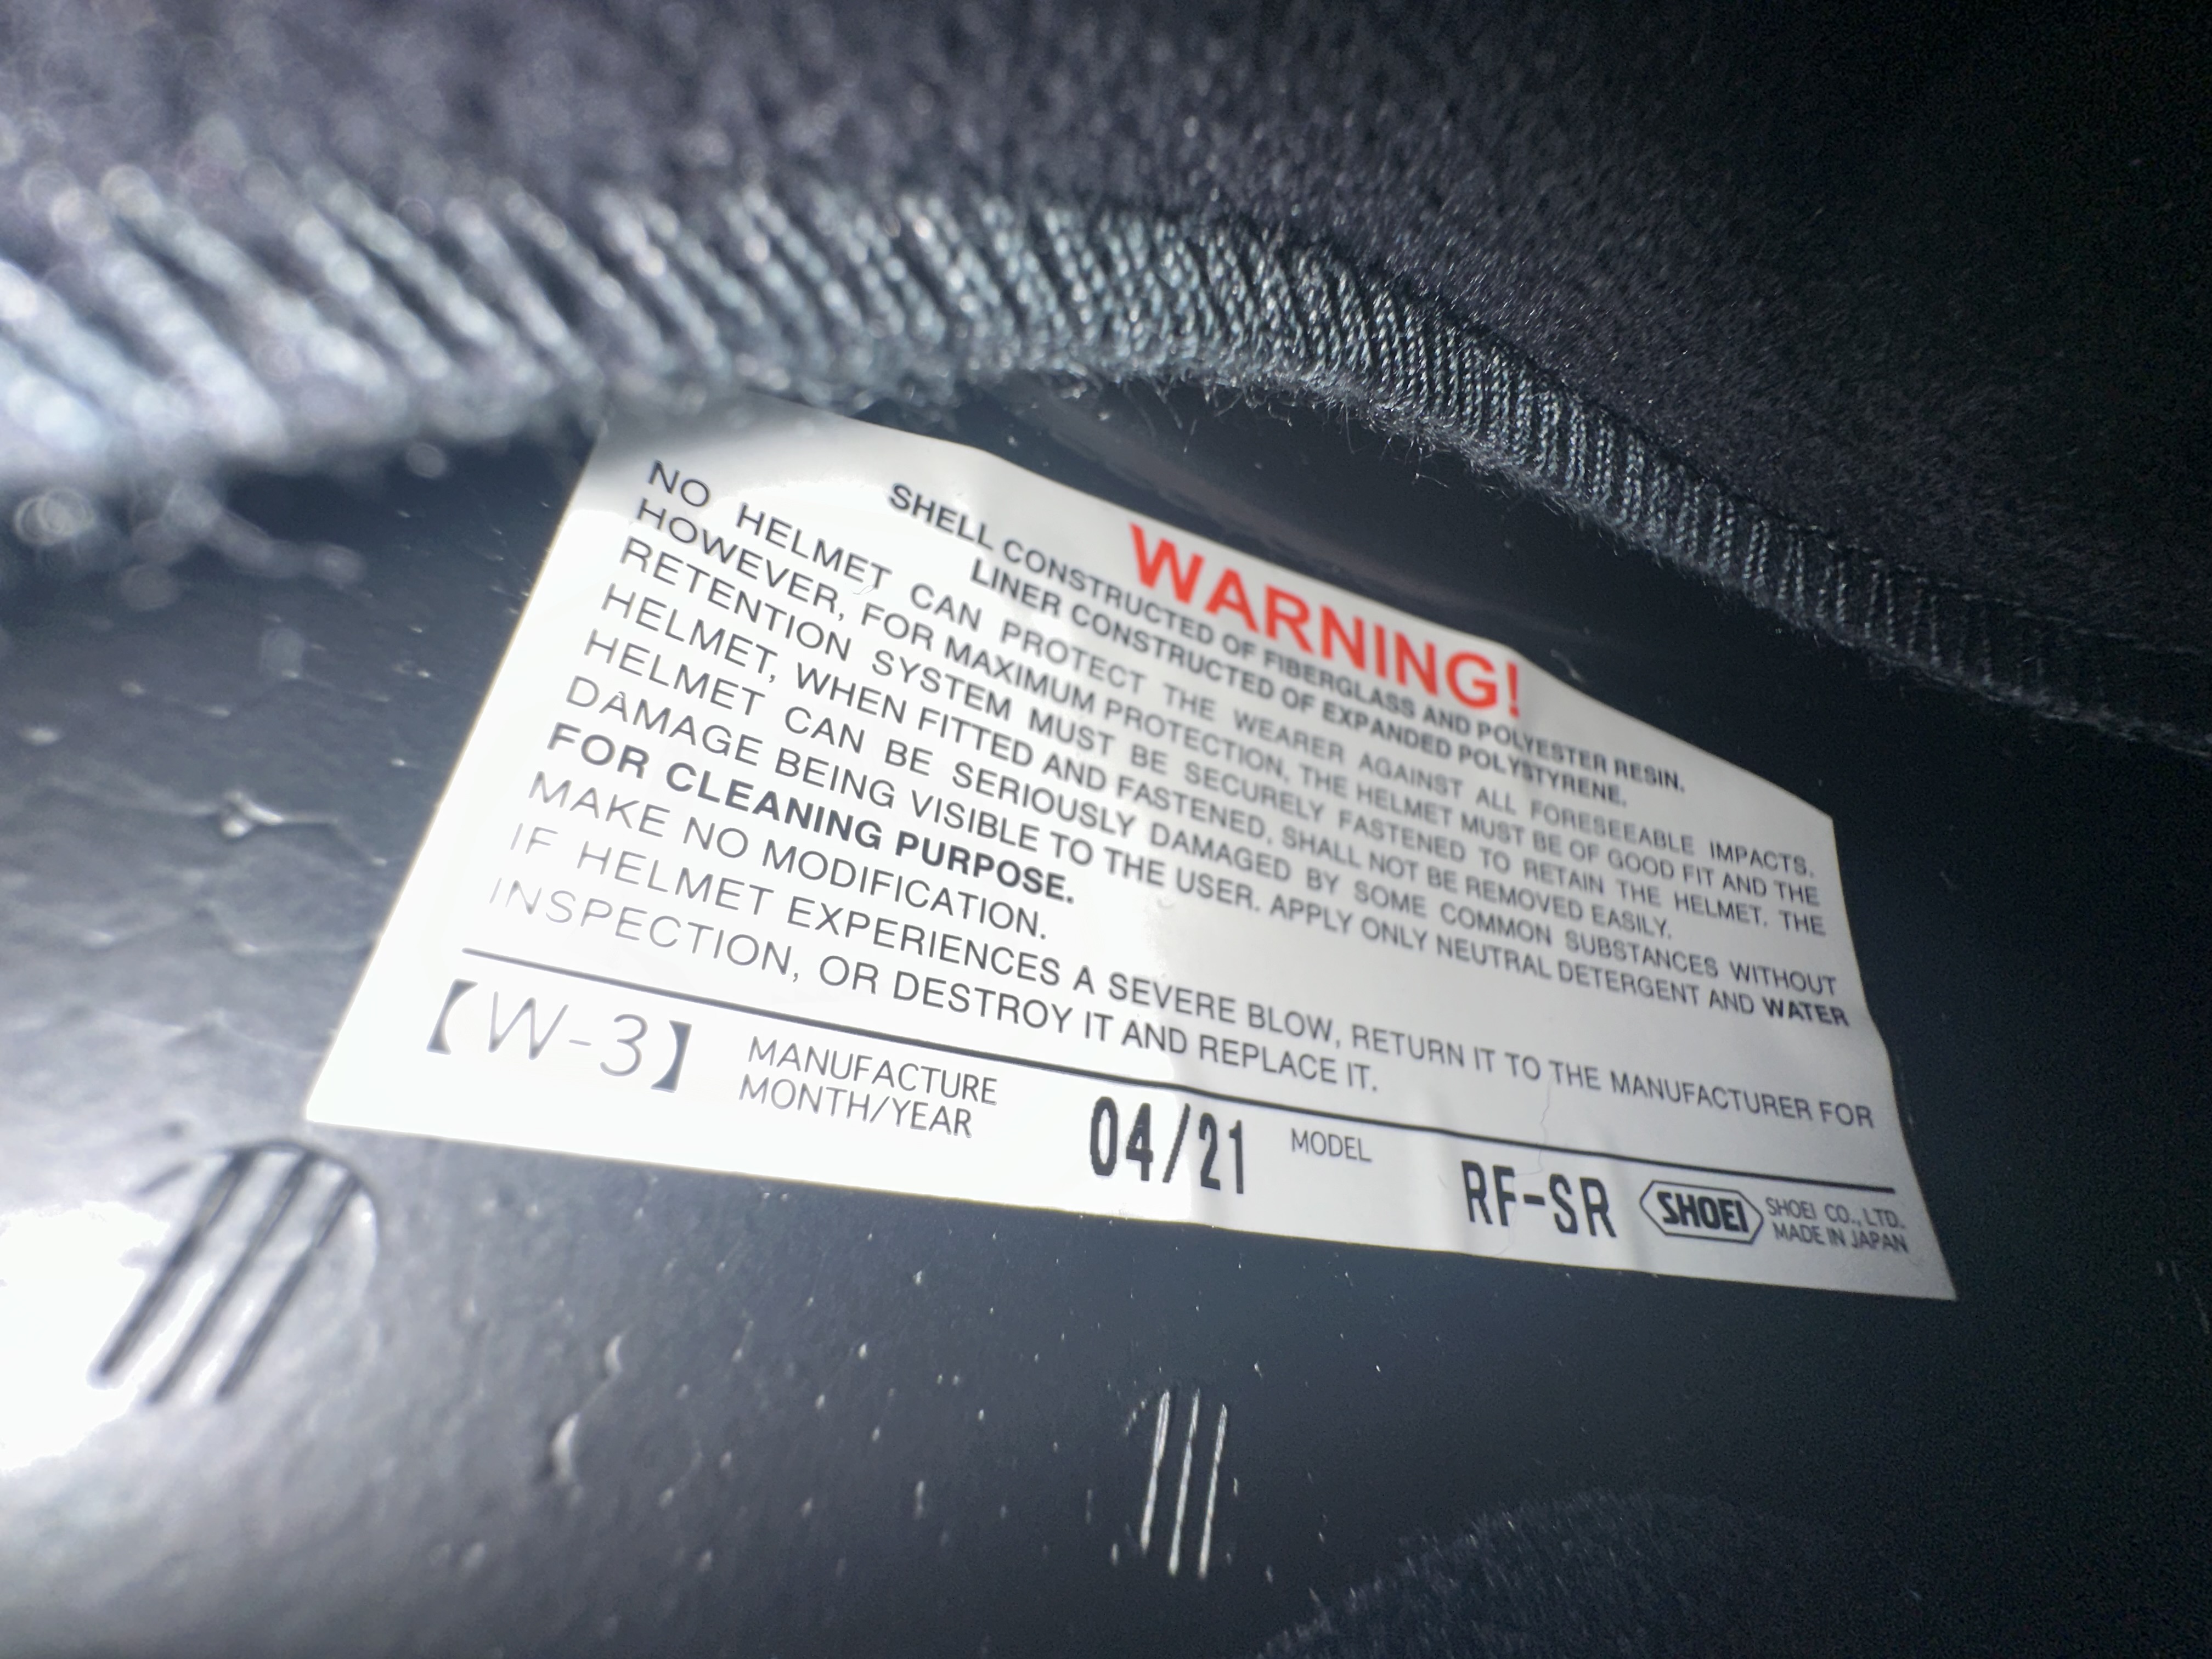 WARNING!
SHELL CONSTRUCTED OF FIBERGLASS AND POLYESTER RESIN.
LINER CONSTRUCTED OF EXPANDED POLYSTYRENE.
NO HELMET CAN PROTECT THE WEARER AGAINST ALL FORESEEABLE IMPACTS.
HOWEVER, FOR MAXIMUM PROTECTION, THE HELMET MUST BE OF GOOD FIT AND THE
RETENTION SYSTEM MUST BE SECURELY FASTENED TO RETAIN THE HELMET. THE
HELMET, WHEN FITTED AND FASTENED, SHALL NOT BE REMOVED EASILY.
HELMET CAN BE SERIOUSLY DAMAGED BY SOME COMMON SUBSTANCES WITHOUT
DAMAGE BEING VISIBLE TO THE USER. APPLY ONLY NEUTRAL DETERGENT AND WATER
FOR CLEANING PURPOSE.
MAKE NO MODIFICATION.
IF HELMET EXPERIENCES A SEVERE BLOW, RETURN IT TO THE MANUFACTURER FOR
INSPECTION, OR DESTROY IT AND REPLACE IT.
【W-3】 MANUFACTURE MONTH/YEAR 04/21 MODEL RF-SR SHOEI SHOEI CO., LTD.
MADE IN JAPAN